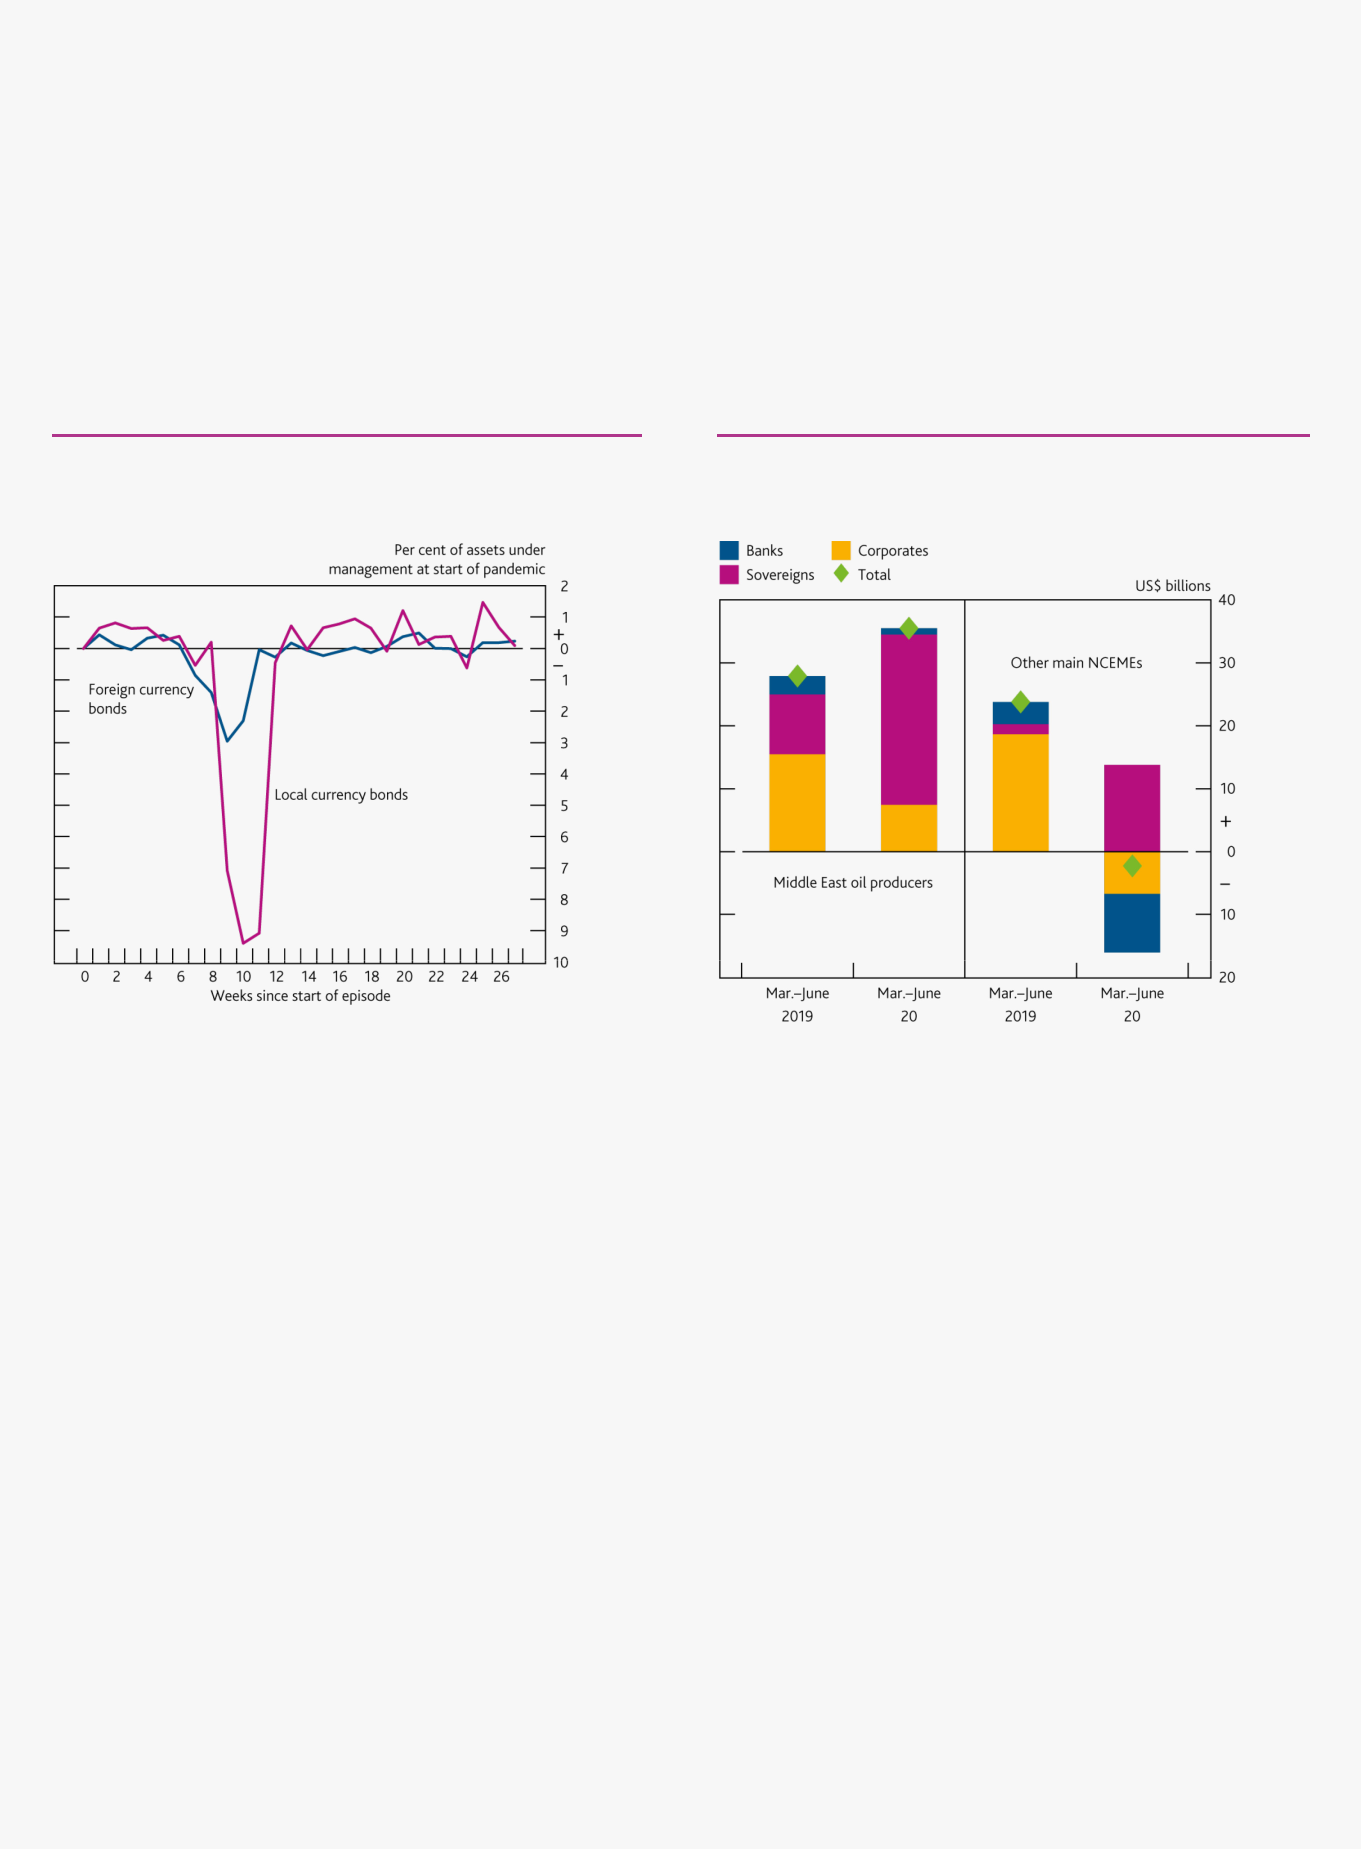 Per cent of assets under
management at start of pandemic
2
1
+
0
–
1
2
3
4
5
6
7
8
9
10
Foreign currency
bonds
Local currency bonds
0 2 4 6 8 10 12 14 16 18 20 22 24 26
Weeks since start of episode
Banks Corporates
Sovereigns Total
US$ billions
40
30
20
10
+
0
–
10
20
Other main NCEMEs
Middle East oil producers
Mar.–June Mar.–June Mar.–June Mar.–June
2019 20 2019 20